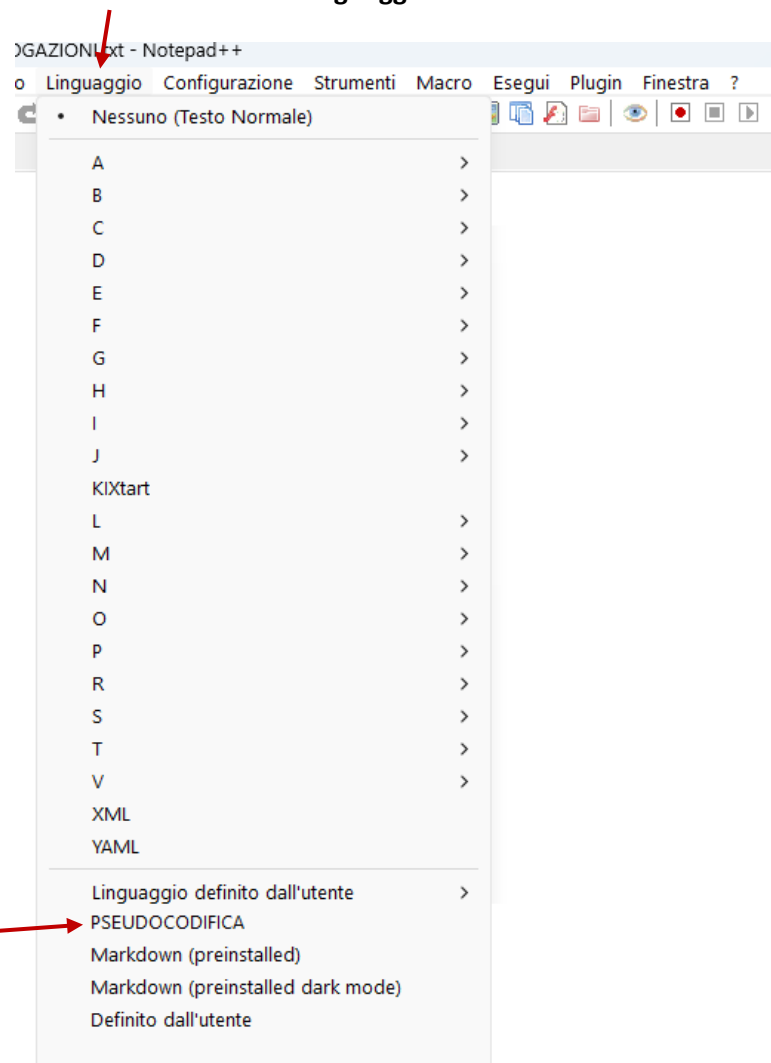 OGAZIONI.txt - Notepad++
o Linguaggio Configurazione Strumenti Macro Esegui Plugin Finestra ?
• Nessuno (Testo Normale)
A >
B >
C >
D >
E >
F >
G >
H >
I >
J >
KIXtart
L >
M >
N >
O >
P >
R >
S >
T >
V >
XML
YAML
Linguaggio definito dall'utente >
PSEUDOCODIFICA
Markdown (preinstalled)
Markdown (preinstalled dark mode)
Definito dall'utente